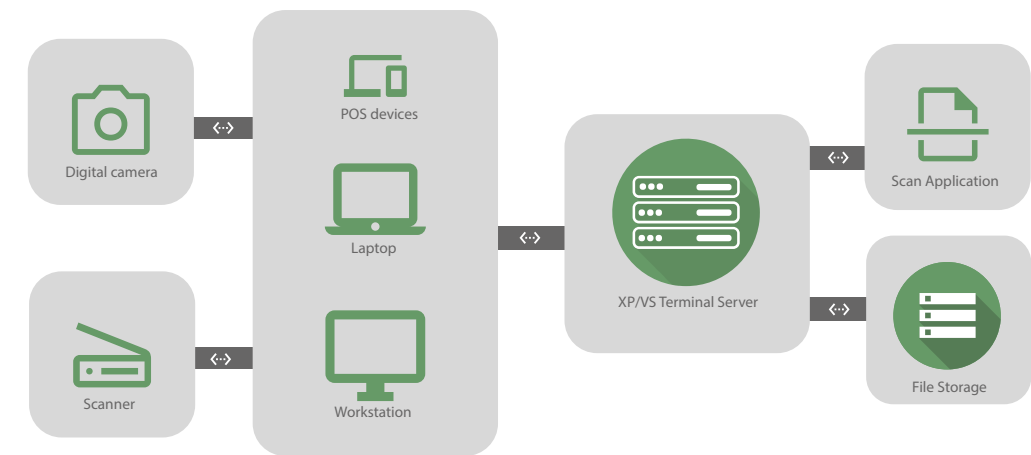 Digital camera
Scanner
POS devices
Laptop
Workstation
XP/VS Terminal Server
Scan Application
File Storage